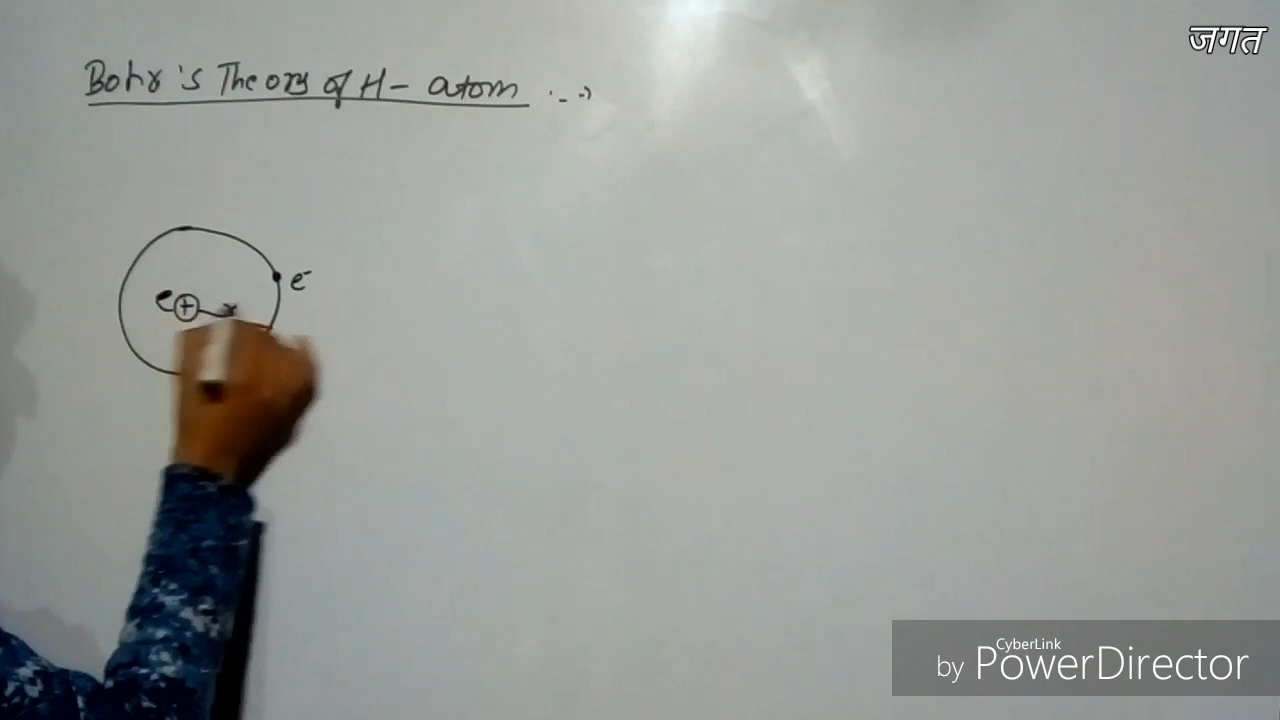 Bohr's Theory of H- atom :-
जगत
e⁻
e + r
CyberLink
by PowerDirector